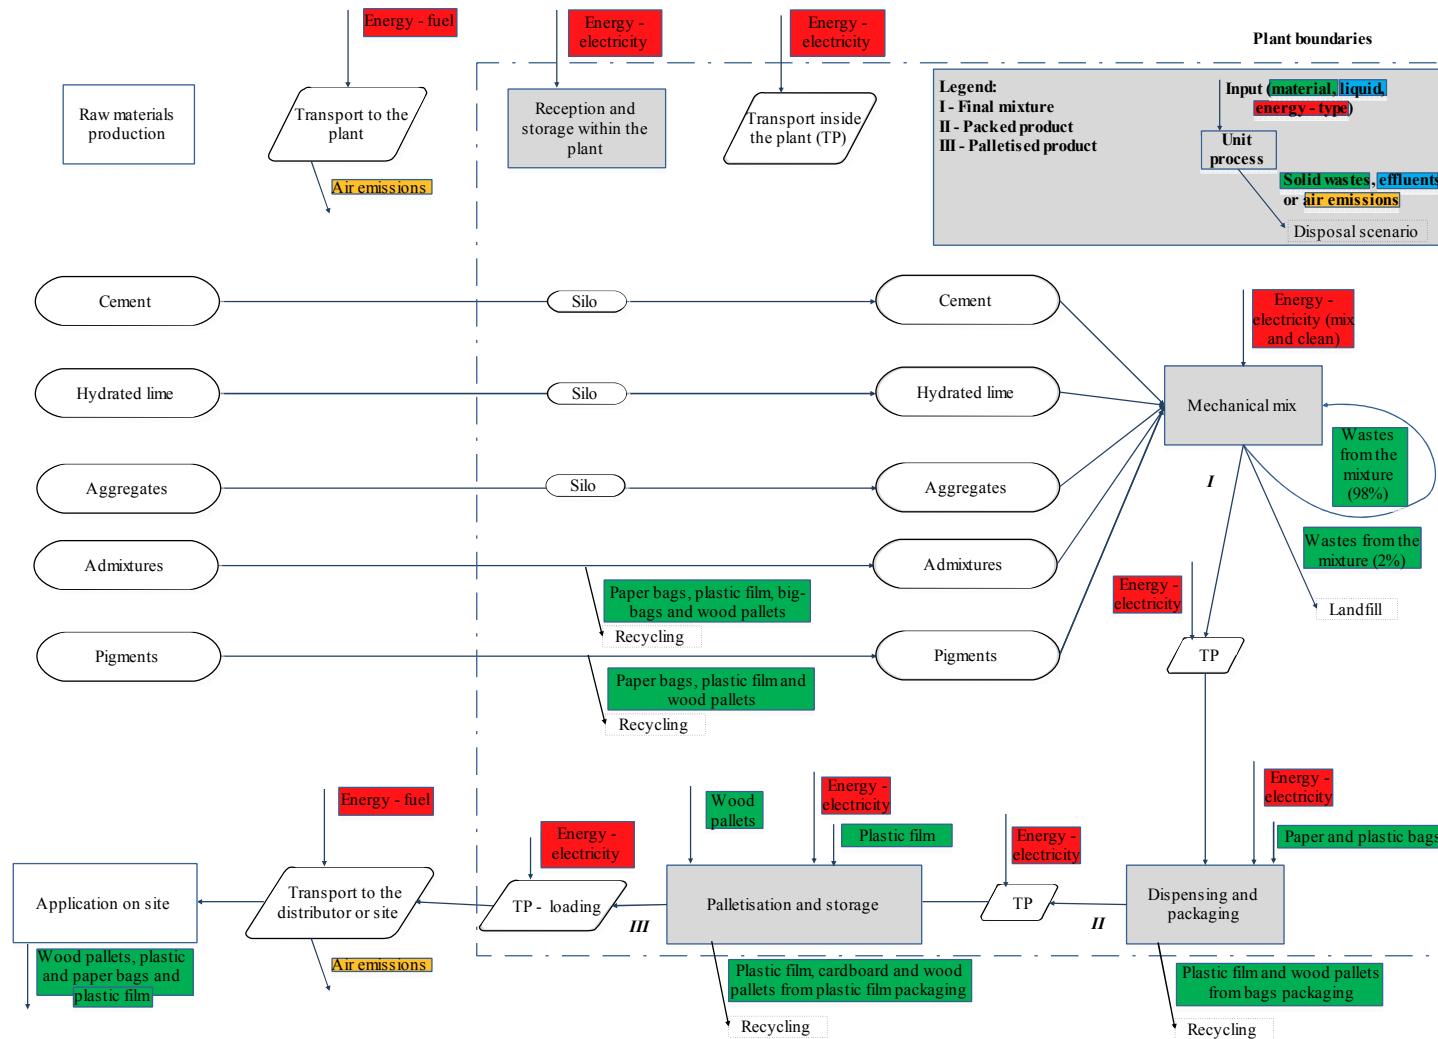 Energy - fuel
Energy -
electricity
Energy -
electricity
Plant boundaries
Raw materials
production
Transport to the
plant
Reception and
storage within the
plant
Transport inside
the plant (TP)
Air emissions
Legend:
I - Final mixture
II - Packed product
III - Palletised product
Input (material, liquid,
energy - type)
Unit
process
Solid wastes, effluents
or air emissions
Disposal scenario
Cement
Silo
Cement
Energy -
electricity (mix
and clean)
Hydrated lime
Silo
Hydrated lime
Mechanical mix
Wastes
from the
mixture
(98%)
Aggregates
Silo
Aggregates
I
Wastes from the
mixture (2%)
Admixtures
Admixtures
Paper bags, plastic film, big-
bags and wood pallets
Recycling
Energy -
electricity
Landfill
Pigments
Pigments
TP
Paper bags, plastic film and
wood pallets
Recycling
Energy - fuel
Energy -
electricity
Wood
pallets
Energy -
electricity
Plastic film
Energy -
electricity
Energy -
electricity
Paper and plastic bags
Application on site
Transport to the
distributor or site
TP - loading
III
Palletisation and storage
TP
II
Dispensing and
packaging
Wood pallets, plastic
and paper bags and
plastic film
Air emissions
Plastic film, cardboard and wood
pallets from plastic film packaging
Recycling
Plastic film and wood pallets
from bags packaging
Recycling